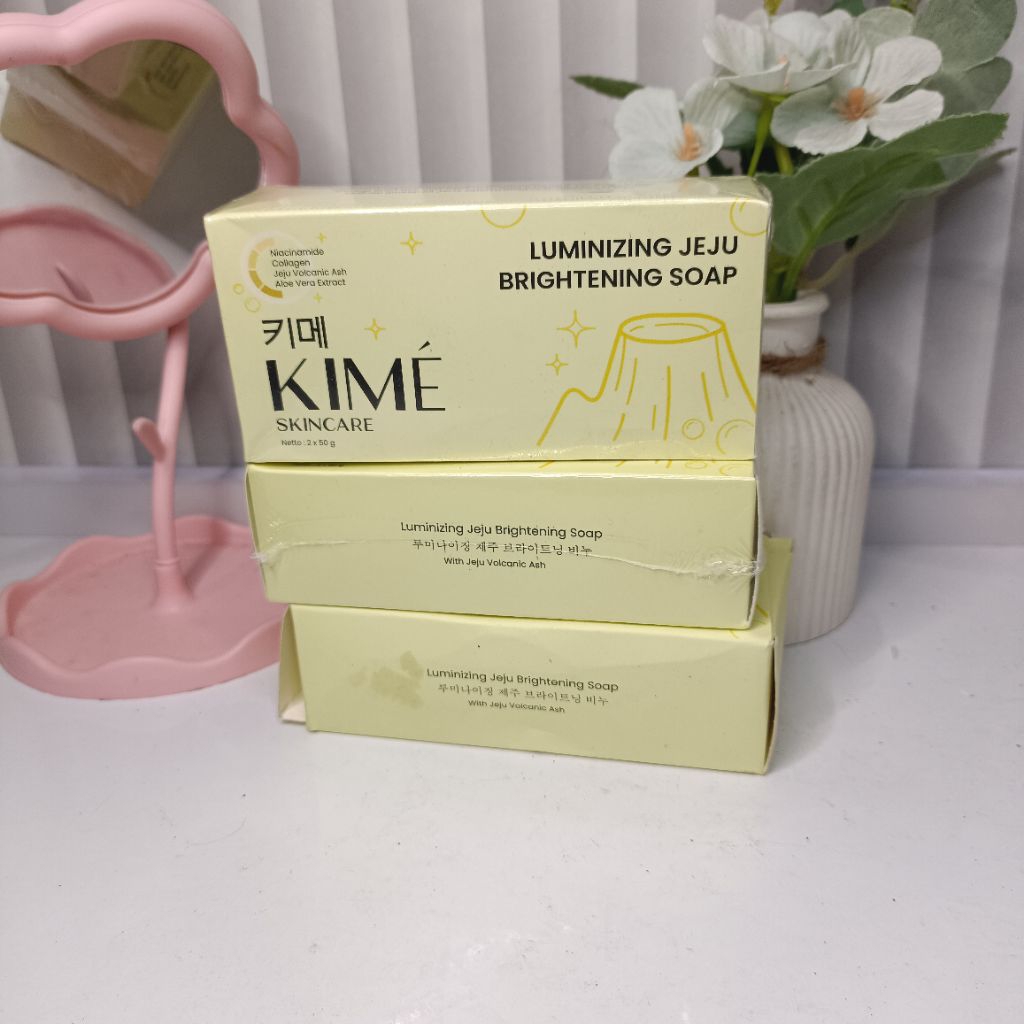 Niacinamide
Collagen
Jeju Volcanic Ash
Aloe Vera Extract
LUMINIZING JEJU
BRIGHTENING SOAP
키메
KIMÉ
SKINCARE
Netto : 2 x 50 g
Luminizing Jeju Brightening Soap
루미나이징 제주 브라이트닝 비누
With Jeju Volcanic Ash
Luminizing Jeju Brightening Soap
루미나이징 제주 브라이트닝 비누
With Jeju Volcanic Ash